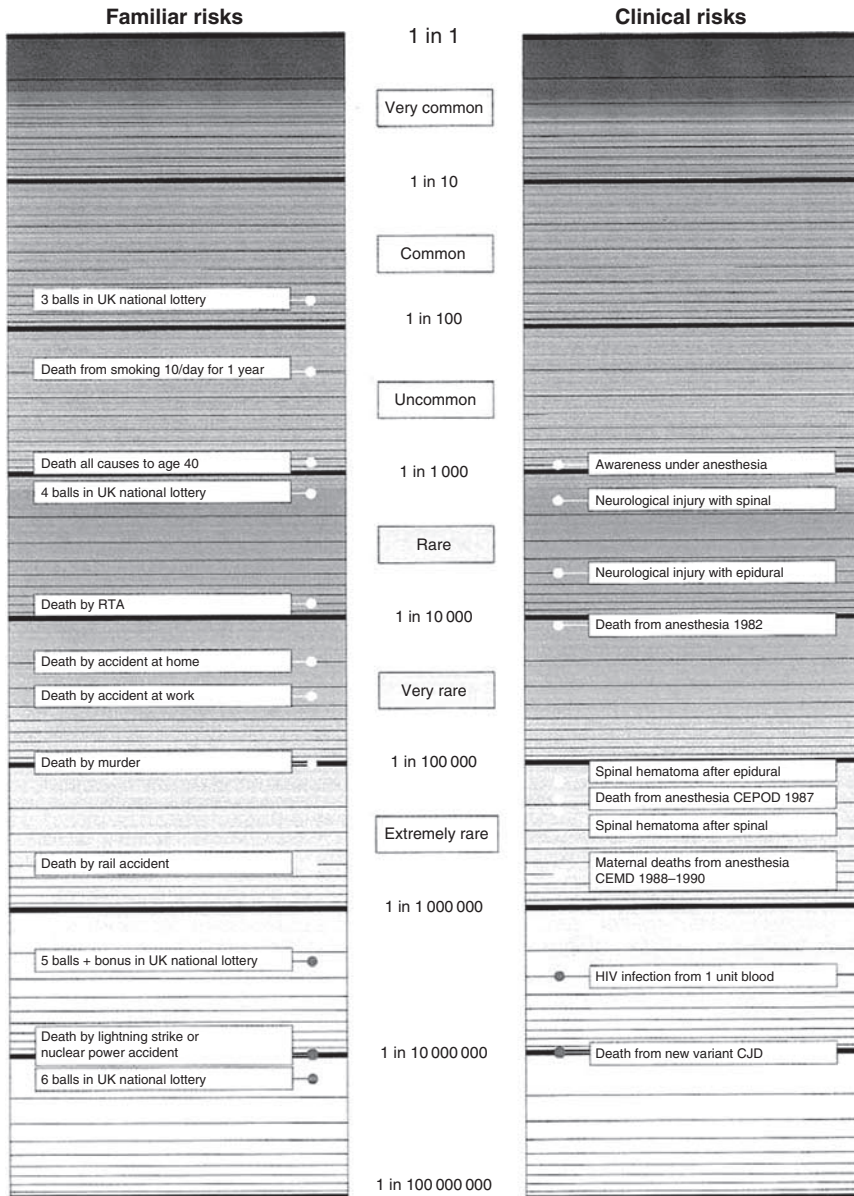 Familiar risks
Clinical risks
1 in 1
Very common
1 in 10
Common
3 balls in UK national lottery
1 in 100
Death from smoking 10/day for 1 year
Uncommon
Death all causes to age 40
1 in 1 000
Awareness under anesthesia
4 balls in UK national lottery
Neurological injury with spinal
Rare
Neurological injury with epidural
Death by RTA
1 in 10 000
Death from anesthesia 1982
Death by accident at home
Very rare
Death by accident at work
Death by murder
1 in 100 000
Spinal hematoma after epidural
Death from anesthesia CEPOD 1987
Spinal hematoma after spinal
Extremely rare
Death by rail accident
Maternal deaths from anesthesia
CEMD 1988–1990
1 in 1 000 000
5 balls + bonus in UK national lottery
HIV infection from 1 unit blood
Death by lightning strike or
nuclear power accident
1 in 10 000 000
Death from new variant CJD
6 balls in UK national lottery
1 in 100 000 000